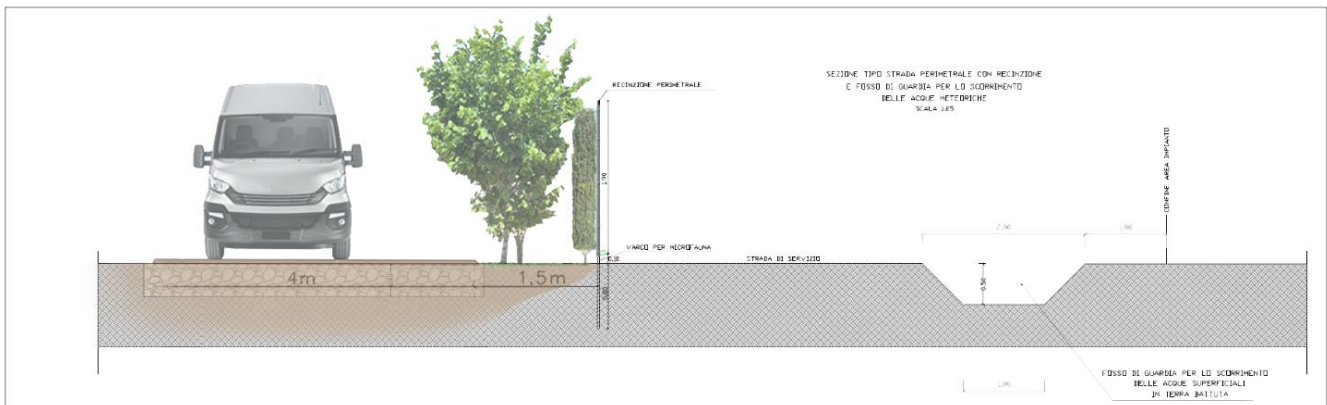 RECINZIONE PERIMETRALE
SEZIONE TIPO STRADA PERIMETRALE CON RECINZIONE
E FOSSO DI GUARDIA PER LO SCORRIMENTO
DELLE ACQUE METEORICHE
SCALA 1:25
1.90
CONFINE AREA IMPIANTO
2.00
1.00
VARCO PER MICROFAUNA
0.10
STRADA DI SERVIZIO
4m
1.5m
0.50
1.00
FOSSO DI GUARDIA PER LO SCORRIMENTO
DELLE ACQUE SUPERFICIALI
IN TERRA BATTUTA